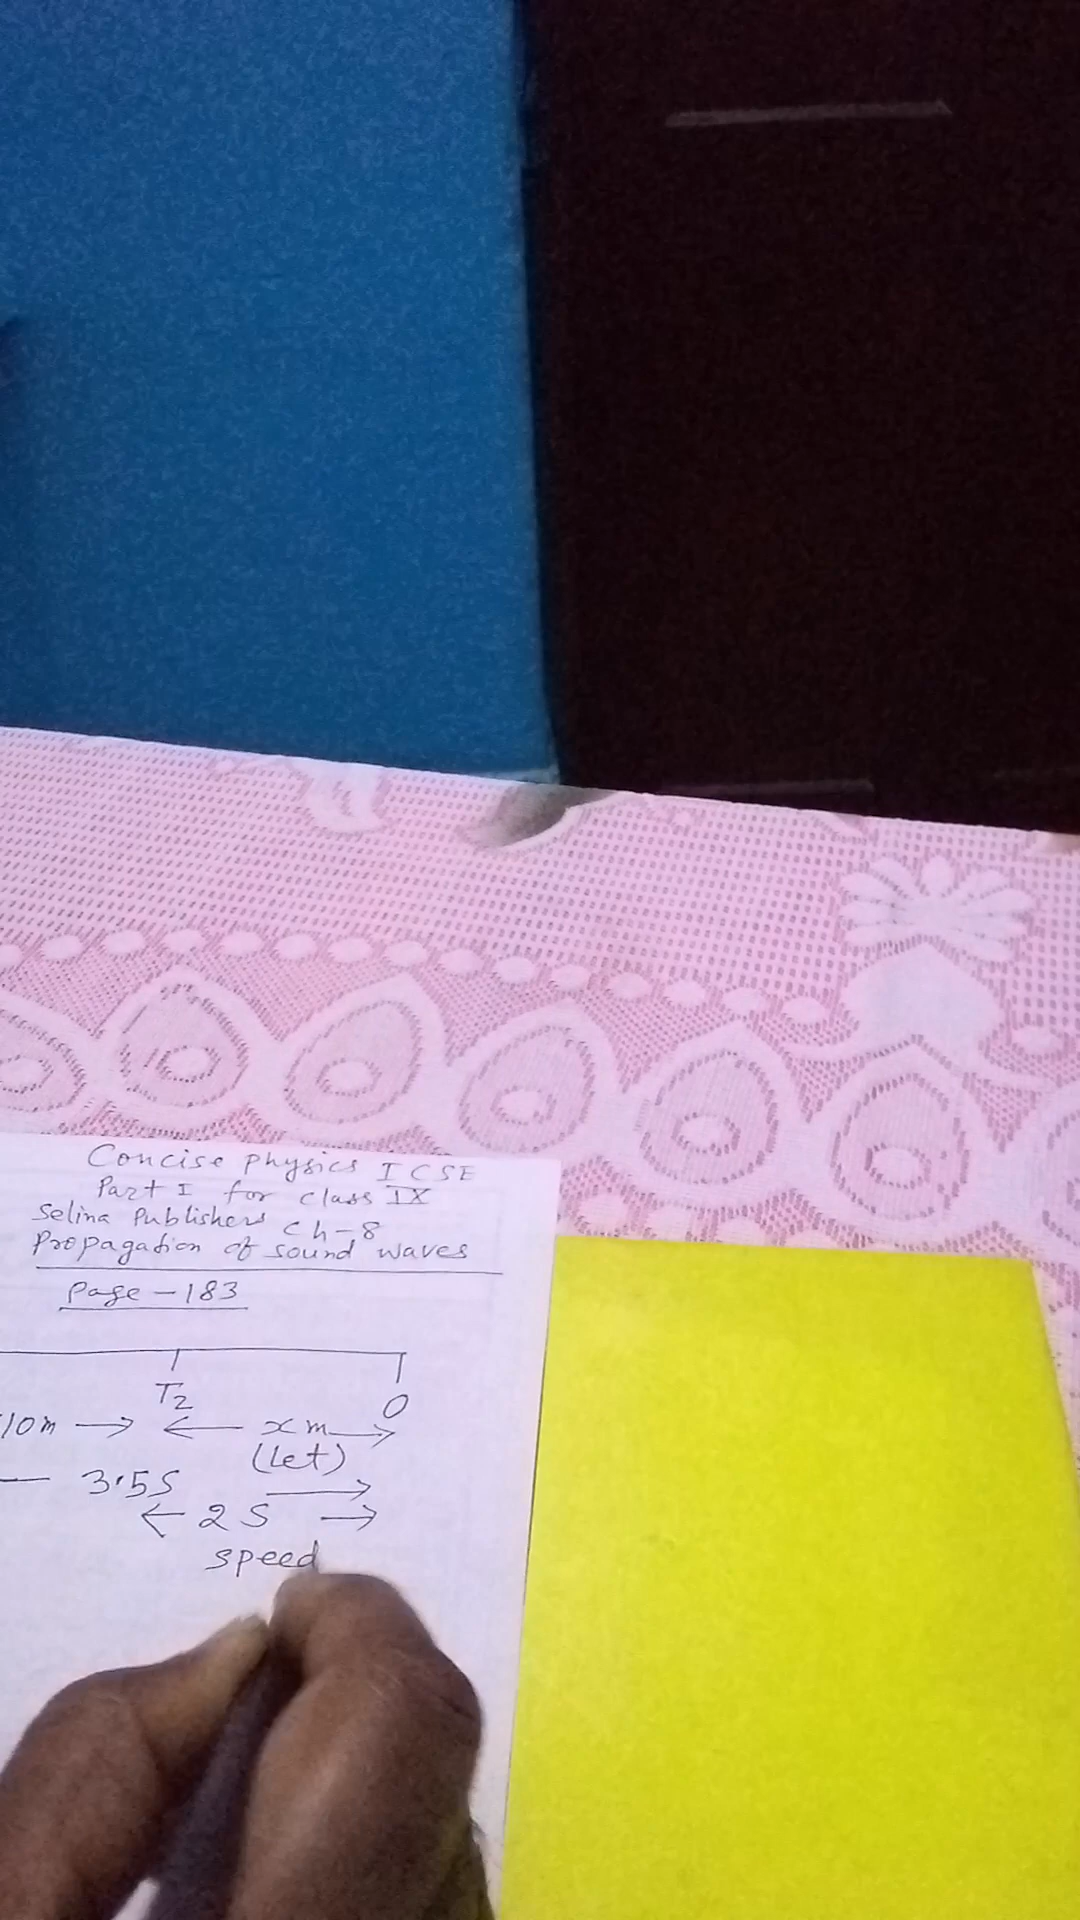 Concise Physics ICSE
Part I for class IX
Selina Publishers Ch-8
Propagation of sound waves
Page - 183
T2 O
10m → ← x m →
(let)
— 3.5S →
← 2 S →
speed